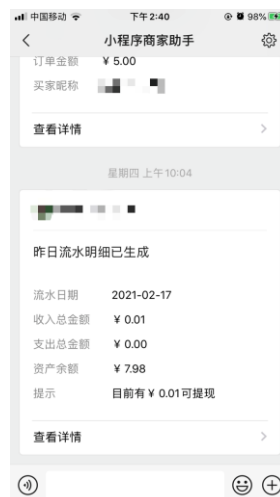 中国移动 下午2:40 98%
小程序商家助手
订单金额 ¥ 5.00
买家昵称
查看详情
星期四 上午10:04
昨日流水明细已生成
流水日期 2021-02-17
收入总金额 ¥ 0.01
支出总金额 ¥ 0.00
资产余额 ¥ 7.98
提示 目前有 ¥ 0.01 可提现
查看详情